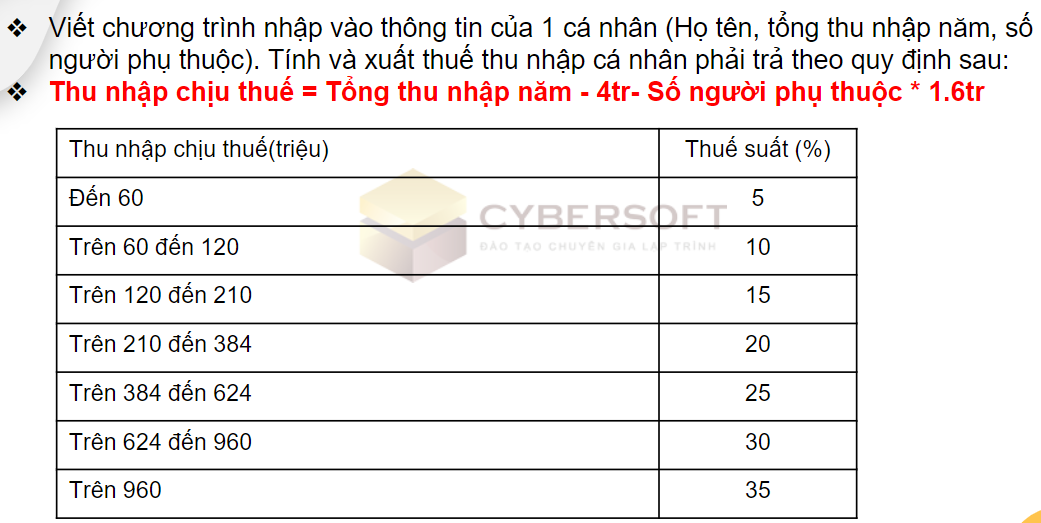 ❖ Viết chương trình nhập vào thông tin của 1 cá nhân (Họ tên, tổng thu nhập năm, số
người phụ thuộc). Tính và xuất thuế thu nhập cá nhân phải trả theo quy định sau:
❖ Thu nhập chịu thuế = Tổng thu nhập năm - 4tr- Số người phụ thuộc * 1.6tr
Thu nhập chịu thuế(triệu) Thuế suất (%)
Đến 60 5
CYBERSOFT
ĐÀO TẠO CHUYÊN GIA LẬP TRÌNH
Trên 60 đến 120 10
Trên 120 đến 210 15
Trên 210 đến 384 20
Trên 384 đến 624 25
Trên 624 đến 960 30
Trên 960 35